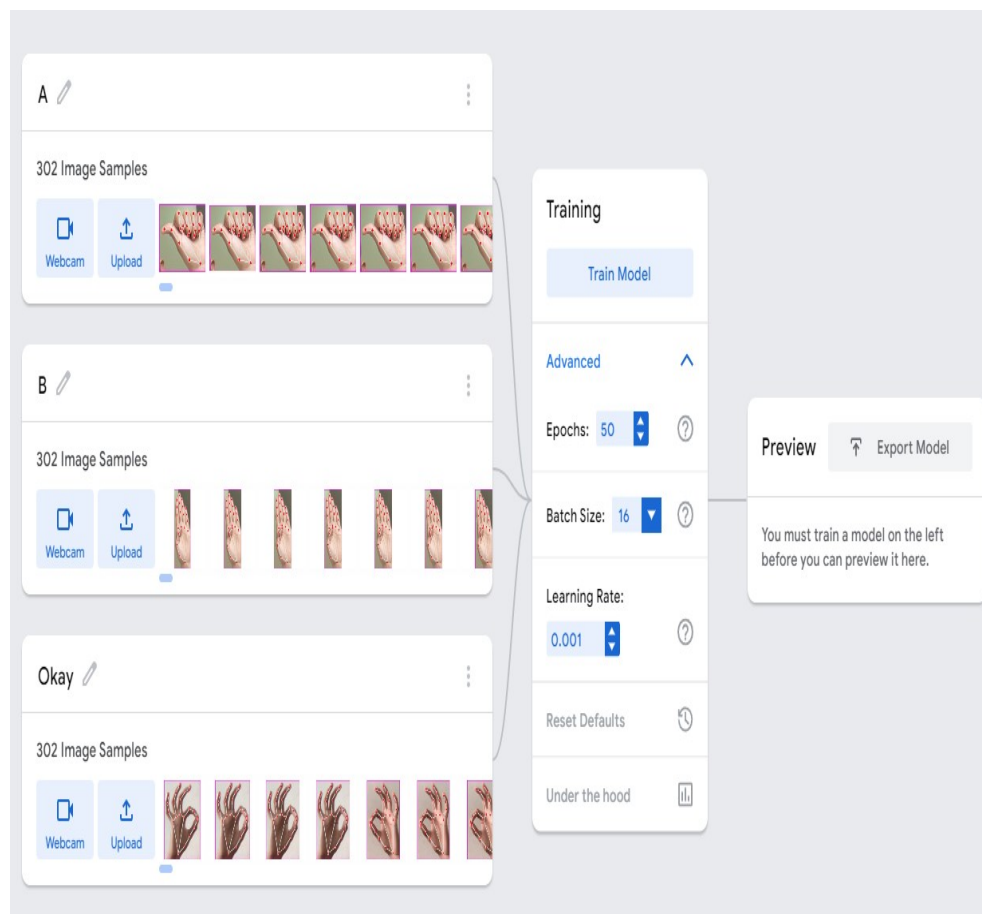 A
302 Image Samples
Webcam
Upload
B
302 Image Samples
Webcam
Upload
Okay
302 Image Samples
Webcam
Upload
Training
Train Model
Advanced
Epochs: 50
Batch Size: 16
Learning Rate:
0.001
Reset Defaults
Under the hood
Preview
Export Model
You must train a model on the left
before you can preview it here.